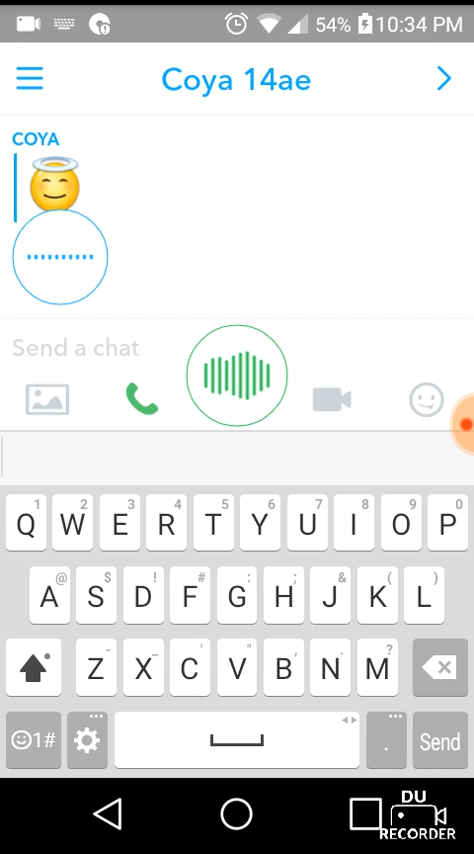 54% 10:34 PM
Coya 14ae
COYA
Send a chat
1 2 3 4 5 6 7 8 9 0
Q W E R T Y U I O P
@ $ ! # : ; & ( )
A S D F G H J K L
- _ ' " , . ?
Z X C V B N M
1# . Send
DU
RECORDER